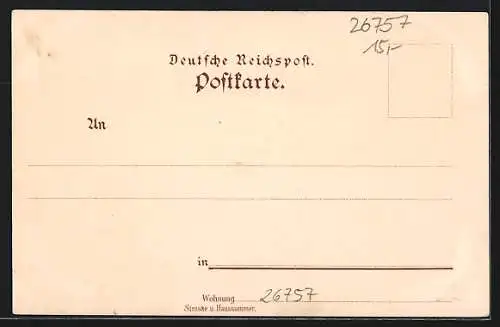 26757
15,-
Deutsche Reichspost.
Postkarte.
An
in
Wohnung 26757
Strasse u. Hausnummer.